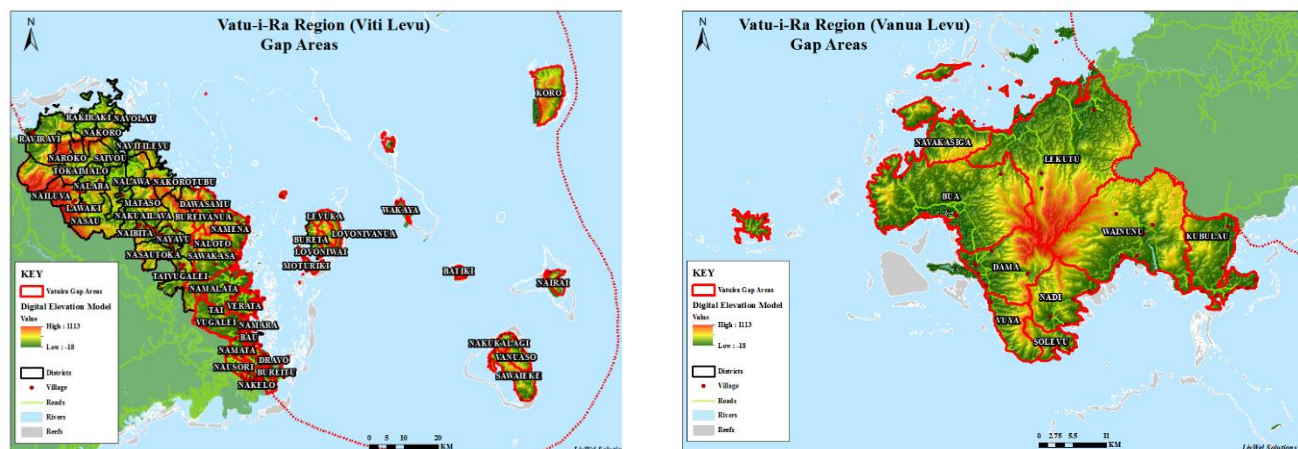 Vatu-i-Ra Region (Viti Levu)
Gap Areas
N
KORO
RAKIRAKI
NAVOLAU
NAKORO
RAVIRAVI
NAVITILEVU
NAROKO
SAIVOU
TOKAIMALO
NALAWA
NAKOROTUBU
NALABA
NAILUVA
MATASO
DAWASAMU
LAWAKI
NAKUAILAVA
BUREIVANUA
NASAU
NAMENA
NAIBITA
NAYAVU
NALOTO
NASAUTOKA
SAWAKASA
TAIVUGALEI
NAMALATA
TAI
VERATA
VUGALEI
NAMARA
BAU
NAMATA
DRAVO
NAUSORI
BUREITU
NAKELO
LEVUKA
WAKAYA
BURETA
LOVONIVANUA
LOVONIWAI
MOTURIKI
BATIKI
NAIRAI
NAKUKALAGI
VANUASO
SAWAIEKE
KEY
Vatuira Gap Areas
Digital Elevation Model
Value
High : 1113
Low : -18
Districts
Village
Roads
Rivers
Reefs
0 5 10 20
KM
Vatu-i-Ra Region (Vanua Levu)
Gap Areas
N
NAVAKASIGA
LEKUTU
BUA
WAINUNU
KUBULAU
DAMA
NADI
VUYA
SOLEVU
KEY
Vatuira Gap Areas
Digital Elevation Model
Value
High : 1113
Low : -18
Districts
Village
Roads
Rivers
Reefs
0 2.75 5.5 11
KM